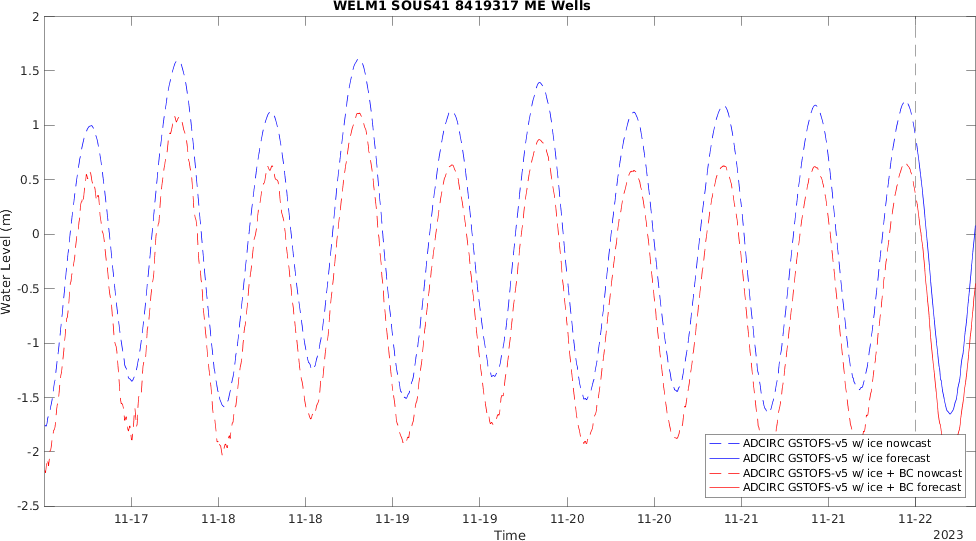 WELM1 SOUS41 8419317 ME Wells
Water Level (m)
2
1.5
1
0.5
0
-0.5
-1
-1.5
-2
-2.5
ADCIRC GSTOFS-v5 w/ ice nowcast
ADCIRC GSTOFS-v5 w/ ice forecast
ADCIRC GSTOFS-v5 w/ ice + BC nowcast
ADCIRC GSTOFS-v5 w/ ice + BC forecast
11-17 11-18 11-18 11-19 11-19 11-20 11-20 11-21 11-21 11-22
Time
2023